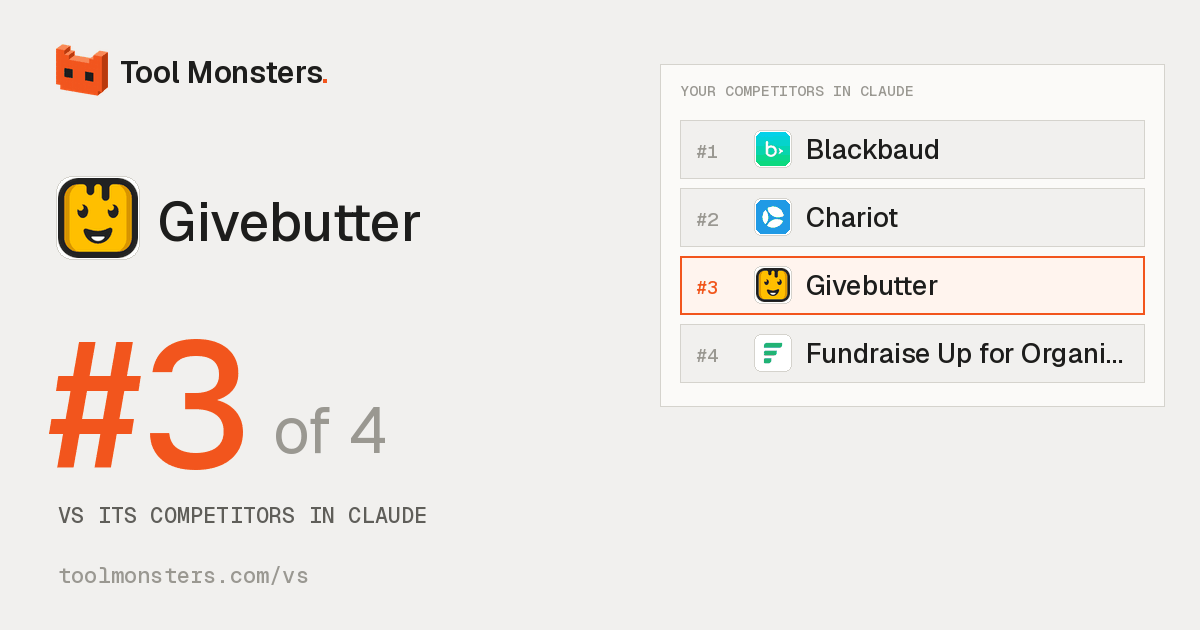 Tool Monsters.
Givebutter
#3 of 4
VS ITS COMPETITORS IN CLAUDE
toolmonsters.com/vs
YOUR COMPETITORS IN CLAUDE
#1 Blackbaud
#2 Chariot
#3 Givebutter
#4 Fundraise Up for Organi...